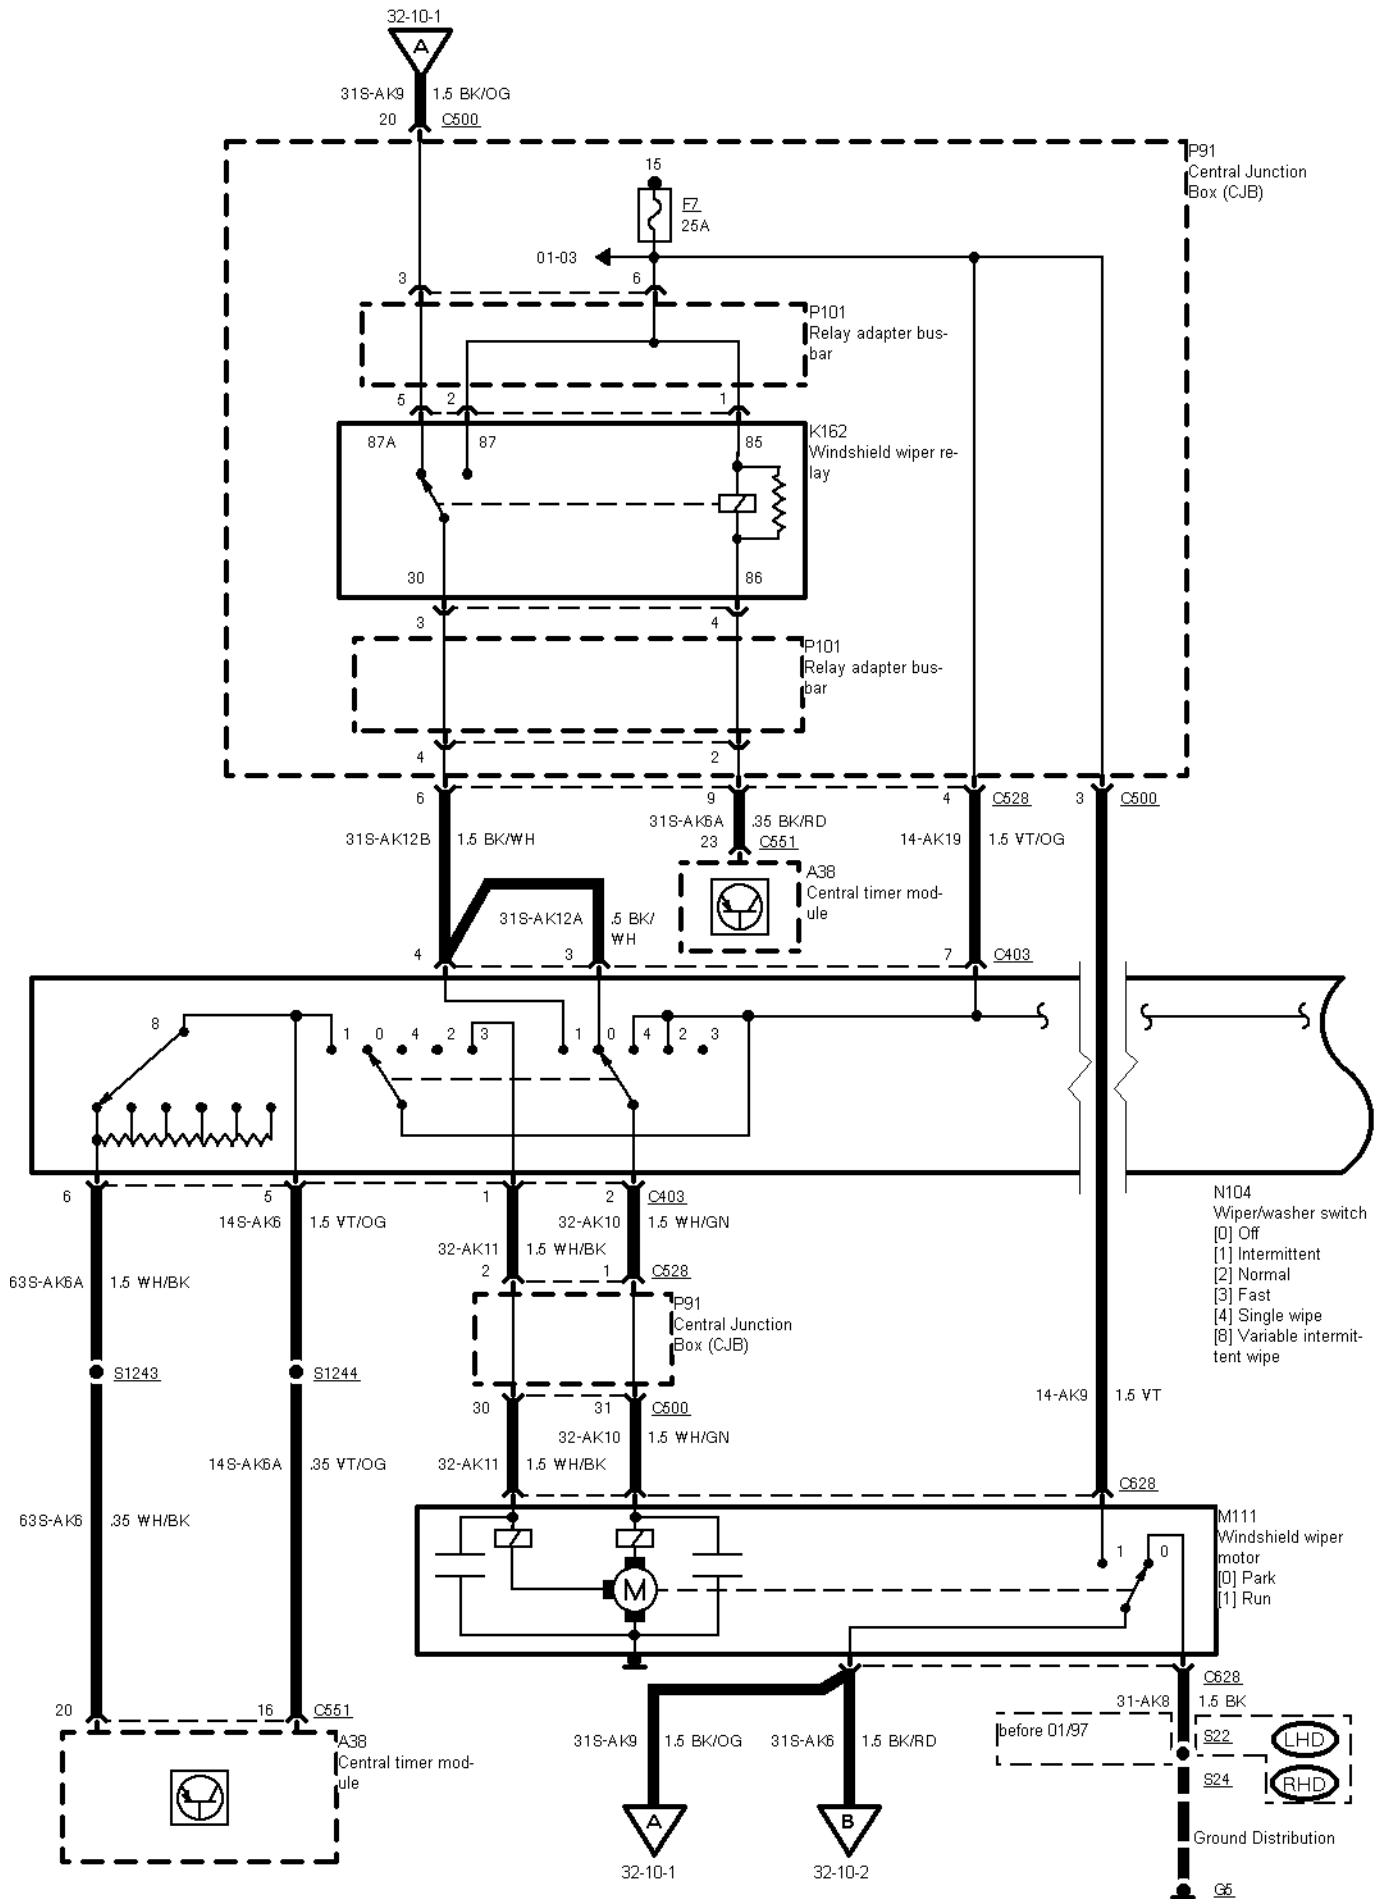 32-10-1
A
31S-AK9 1.5 BK/OG
20 C500
P91
Central Junction
Box (CJB)
15
F7
25A
01-03
3 6
P101
Relay adapter bus-
bar
5 2 1
K162
Windshield wiper re-
lay
87A 87 85
30 86
3 4
P101
Relay adapter bus-
bar
4 2
6 9 4 C528 3 C500
31S-AK12B 1.5 BK/WH
31S-AK6A .35 BK/RD
23 C551
14-AK19 1.5 VT/OG
A38
Central timer mod-
ule
31S-AK12A .5 BK/
WH
4 3 7 C403
8 1 0 4 2 3 1 0 4 2 3
6 5 1 2 C403
14S-AK6 1.5 VT/OG
32-AK10 1.5 WH/GN
32-AK11 1.5 WH/BK
2 1 C528
N104
Wiper/washer switch
[0] Off
[1] Intermittent
[2] Normal
[3] Fast
[4] Single wipe
[8] Variable intermit-
tent wipe
63S-AK6A 1.5 WH/BK
P91
Central Junction
Box (CJB)
S1243 S1244
14-AK9 1.5 VT
30 31 C500
32-AK10 1.5 WH/GN
14S-AK6A .35 VT/OG
32-AK11 1.5 WH/BK
C628
63S-AK6 .35 WH/BK
M111
Windshield wiper
motor
[0] Park
[1] Run
1 0
M
C628
31-AK8 1.5 BK
20 16 C551
before 01/97
S22
LHD
S24
RHD
A38
Central timer mod-
ule
31S-AK9 1.5 BK/OG
31S-AK6 1.5 BK/RD
A
B
32-10-1
32-10-2
Ground Distribution
G5